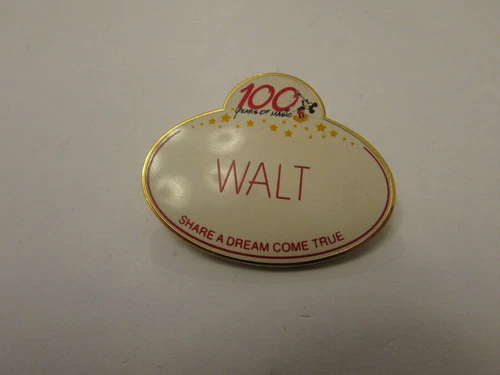 100
YEARS OF MAGIC
WALT
SHARE A DREAM COME TRUE